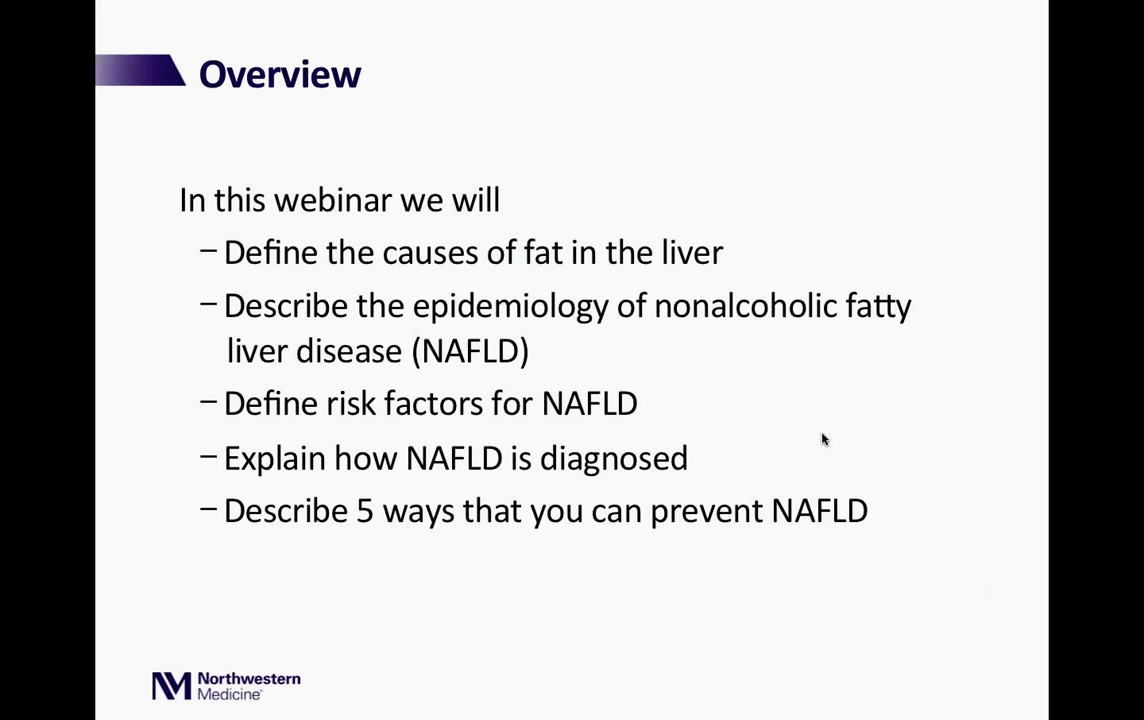 Overview
In this webinar we will
– Define the causes of fat in the liver
– Describe the epidemiology of nonalcoholic fatty
liver disease (NAFLD)
– Define risk factors for NAFLD
– Explain how NAFLD is diagnosed
– Describe 5 ways that you can prevent NAFLD
NM Northwestern
Medicine®